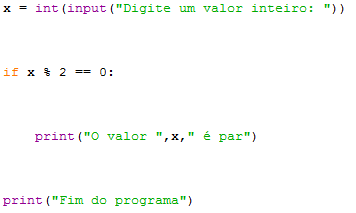 x = int(input("Digite um valor inteiro: "))
if x % 2 == 0:
    print("O valor ",x," é par")
print("Fim do programa")